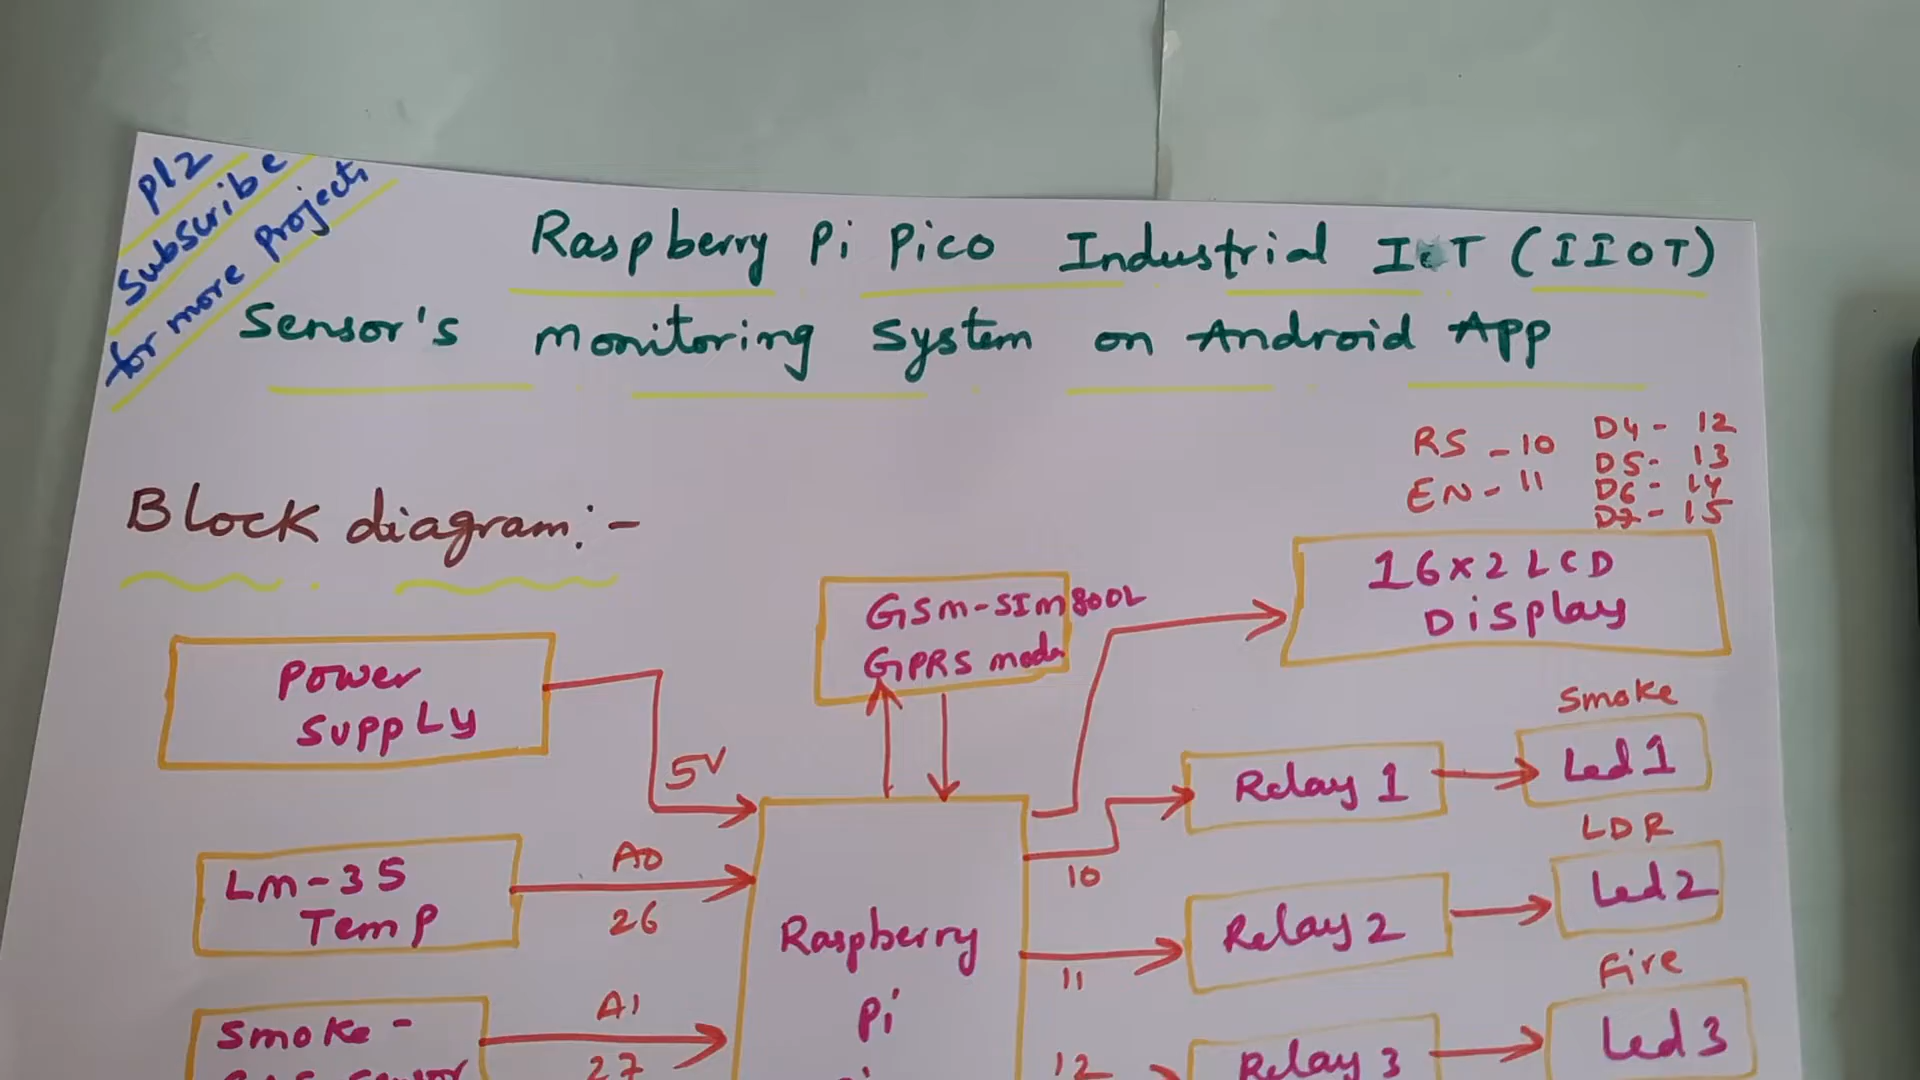 Plz
Subscribe
for more projects
Raspberry Pi Pico Industrial IoT (IIOT)
Sensor's monitoring System on Android App
RS - 10
EN - 11
D4 - 12
D5 - 13
D6 - 14
D7 - 15
Block diagram:-
GSM-SIM800L
GPRS
16x2 LCD
Display
Power
Supply
5V
Smoke
Relay 1
Led 1
LDR
Lm-35
Temp
A0
26
10
Raspberry
Pi
Relay 2
Led 2
11
Fire
Smoke -
Sensor
A1
27
12
Relay 3
Led 3